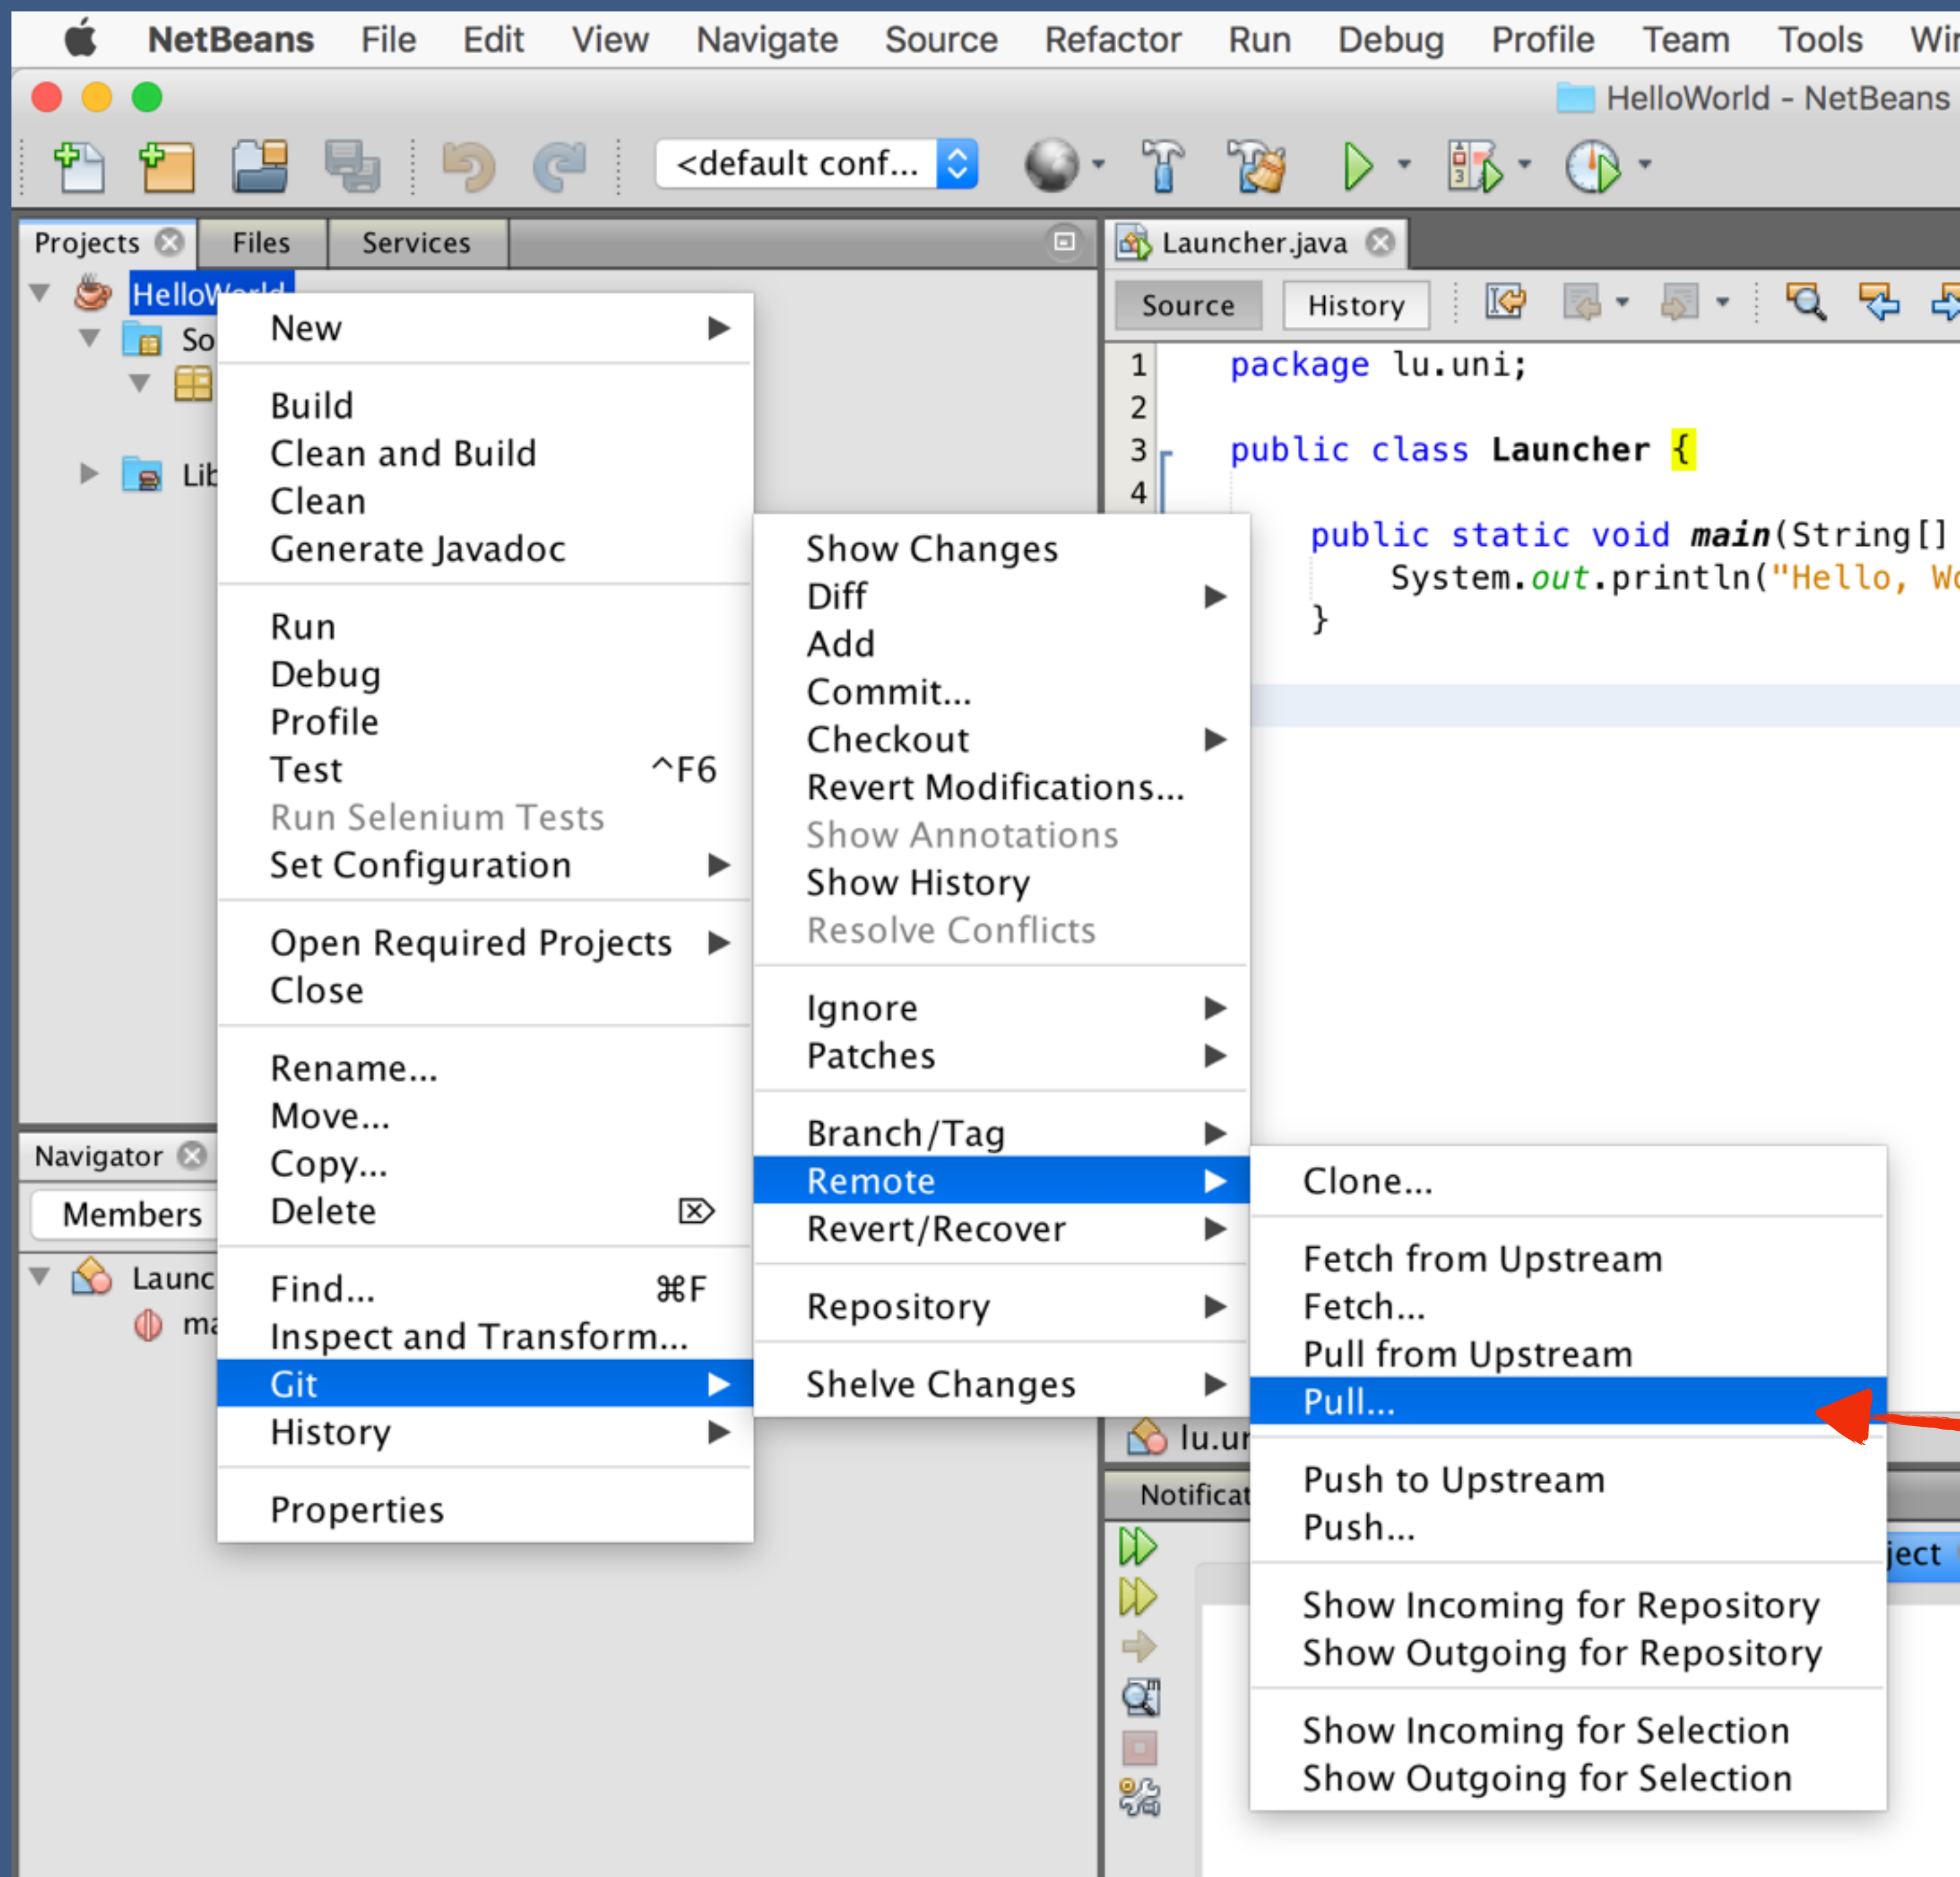 NetBeans File Edit View Navigate Source Refactor Run Debug Profile Team Tools
HelloWorld - NetBeans
<default conf...
Projects Files Services
Launcher.java
HelloWorld
Source History
New
Build
Clean and Build
Clean
Generate Javadoc
Run
Debug
Profile
Test ^F6
Run Selenium Tests
Set Configuration
Open Required Projects
Close
Rename...
Move...
Copy...
Delete ⌦
Find... ⌘F
Inspect and Transform...
Git
History
Properties
Show Changes
Diff
Add
Commit...
Checkout
Revert Modifications...
Show Annotations
Show History
Resolve Conflicts
Ignore
Patches
Branch/Tag
Remote
Revert/Recover
Repository
Shelve Changes
Clone...
Fetch from Upstream
Fetch...
Pull from Upstream
Pull...
Push to Upstream
Push...
Show Incoming for Repository
Show Outgoing for Repository
Show Incoming for Selection
Show Outgoing for Selection
1 package lu.uni;
2
3 public class Launcher {
4
public static void main(String[]
System.out.println("Hello,
}
Navigator
Members